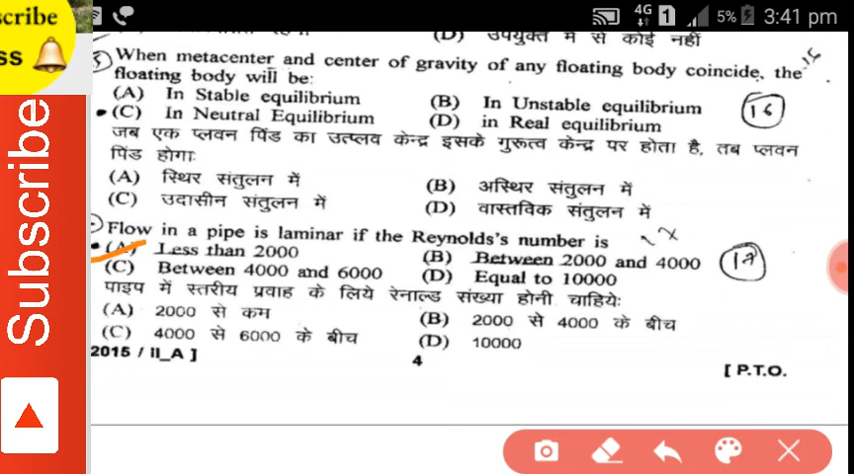 cribe
ss
Subscribe
4G 1 5% 3:41 pm
(D) उपर्युक्त में से कोई नहीं
When metacenter and center of gravity of any floating body coincide, the
floating body will be:
(A) In Stable equilibrium (B) In Unstable equilibrium
(C) In Neutral Equilibrium (D) in Real equilibrium
16
जब एक प्लवन पिंड का उत्प्लव केन्द्र इसके गुरुत्व केन्द्र पर होता है, तब प्लवन
पिंड होगाः
(A) स्थिर संतुलन में (B) अस्थिर संतुलन में
(C) उदासीन संतुलन में (D) वास्तविक संतुलन में
Flow in a pipe is laminar if the Reynolds's number is
(A) Less than 2000 (B) Between 2000 and 4000
17
(C) Between 4000 and 6000 (D) Equal to 10000
पाइप में स्तरीय प्रवाह के लिये रेनाल्ड संख्या होनी चाहियेः
(A) 2000 से कम (B) 2000 से 4000 के बीच
(C) 4000 से 6000 के बीच (D) 10000
2015 / II_A ] 4 [ P.T.O.